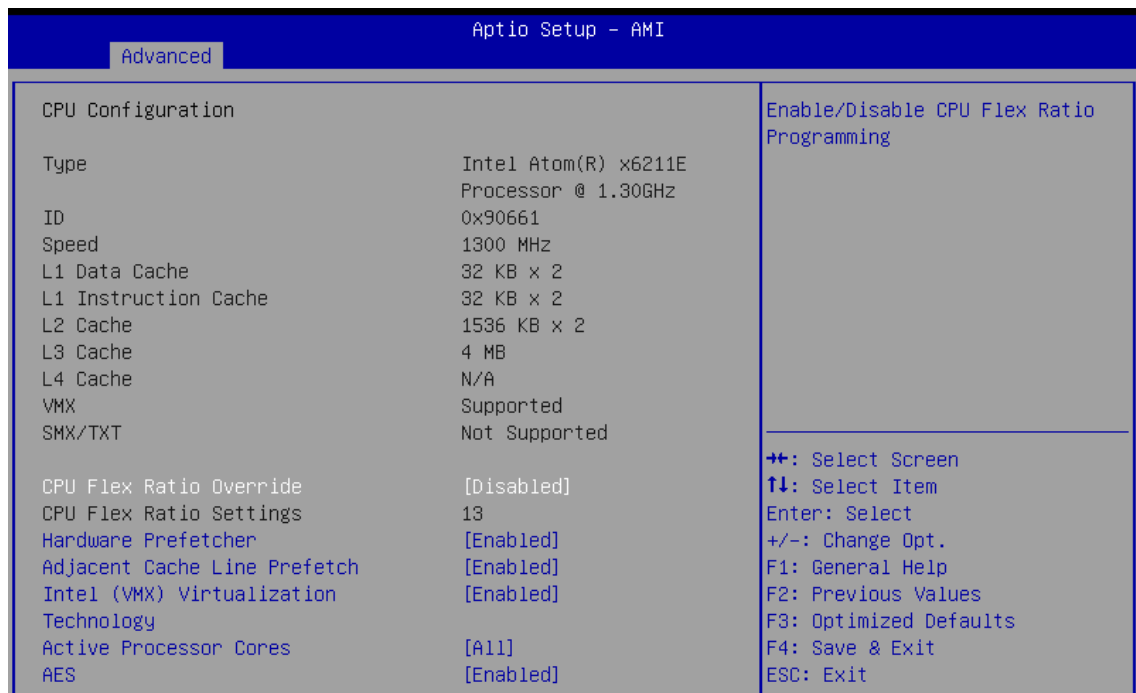 Aptio Setup – AMI
Advanced
CPU Configuration
Type Intel Atom(R) x6211E
Processor @ 1.30GHz
ID 0x90661
Speed 1300 MHz
L1 Data Cache 32 KB x 2
L1 Instruction Cache 32 KB x 2
L2 Cache 1536 KB x 2
L3 Cache 4 MB
L4 Cache N/A
VMX Supported
SMX/TXT Not Supported
CPU Flex Ratio Override [Disabled]
CPU Flex Ratio Settings 13
Hardware Prefetcher [Enabled]
Adjacent Cache Line Prefetch [Enabled]
Intel (VMX) Virtualization [Enabled]
Technology
Active Processor Cores [All]
AES [Enabled]
Enable/Disable CPU Flex Ratio
Programming
→←: Select Screen
↑↓: Select Item
Enter: Select
+/-: Change Opt.
F1: General Help
F2: Previous Values
F3: Optimized Defaults
F4: Save & Exit
ESC: Exit